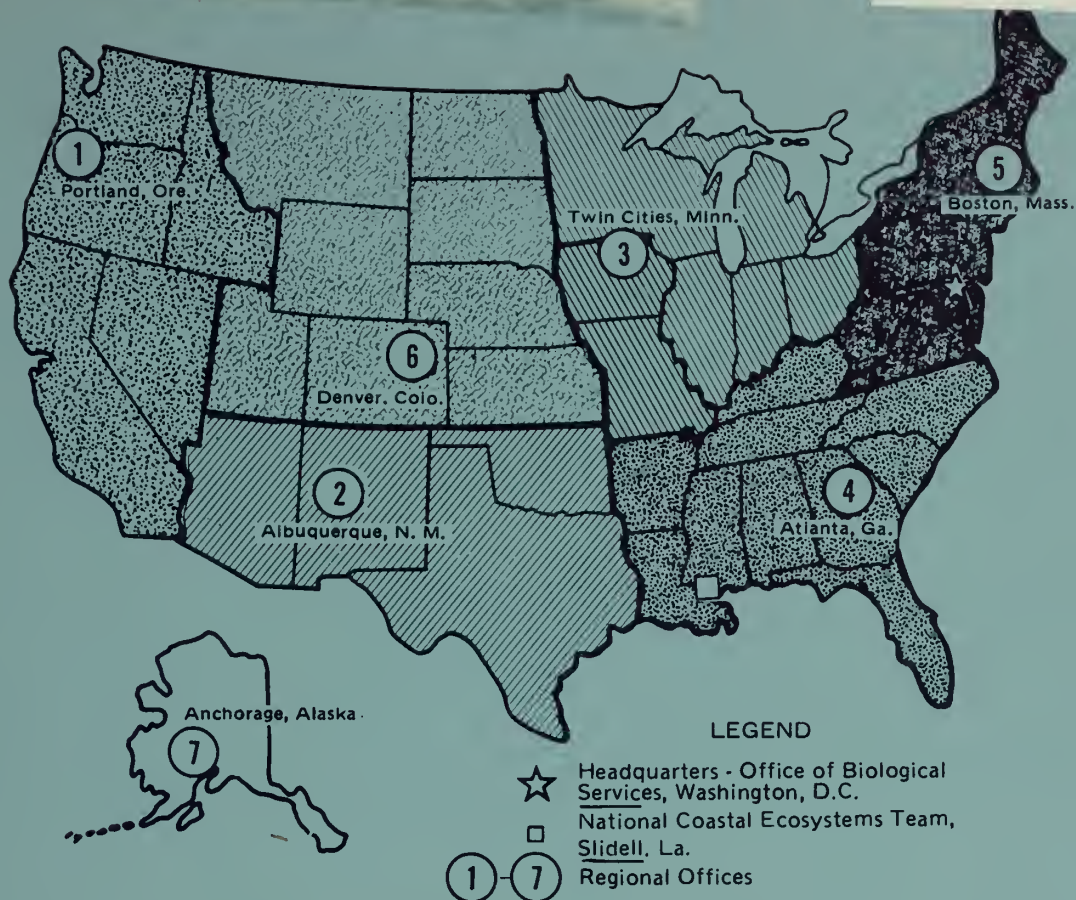 1
Portland, Ore.
5
Boston, Mass.
Twin Cities, Minn.
3
6
Denver, Colo.
2
Albuquerque, N. M.
4
Atlanta, Ga.
Anchorage, Alaska
7
LEGEND
Headquarters - Office of Biological
Services, Washington, D.C.
National Coastal Ecosystems Team,
Slidell, La.
1-7 Regional Offices